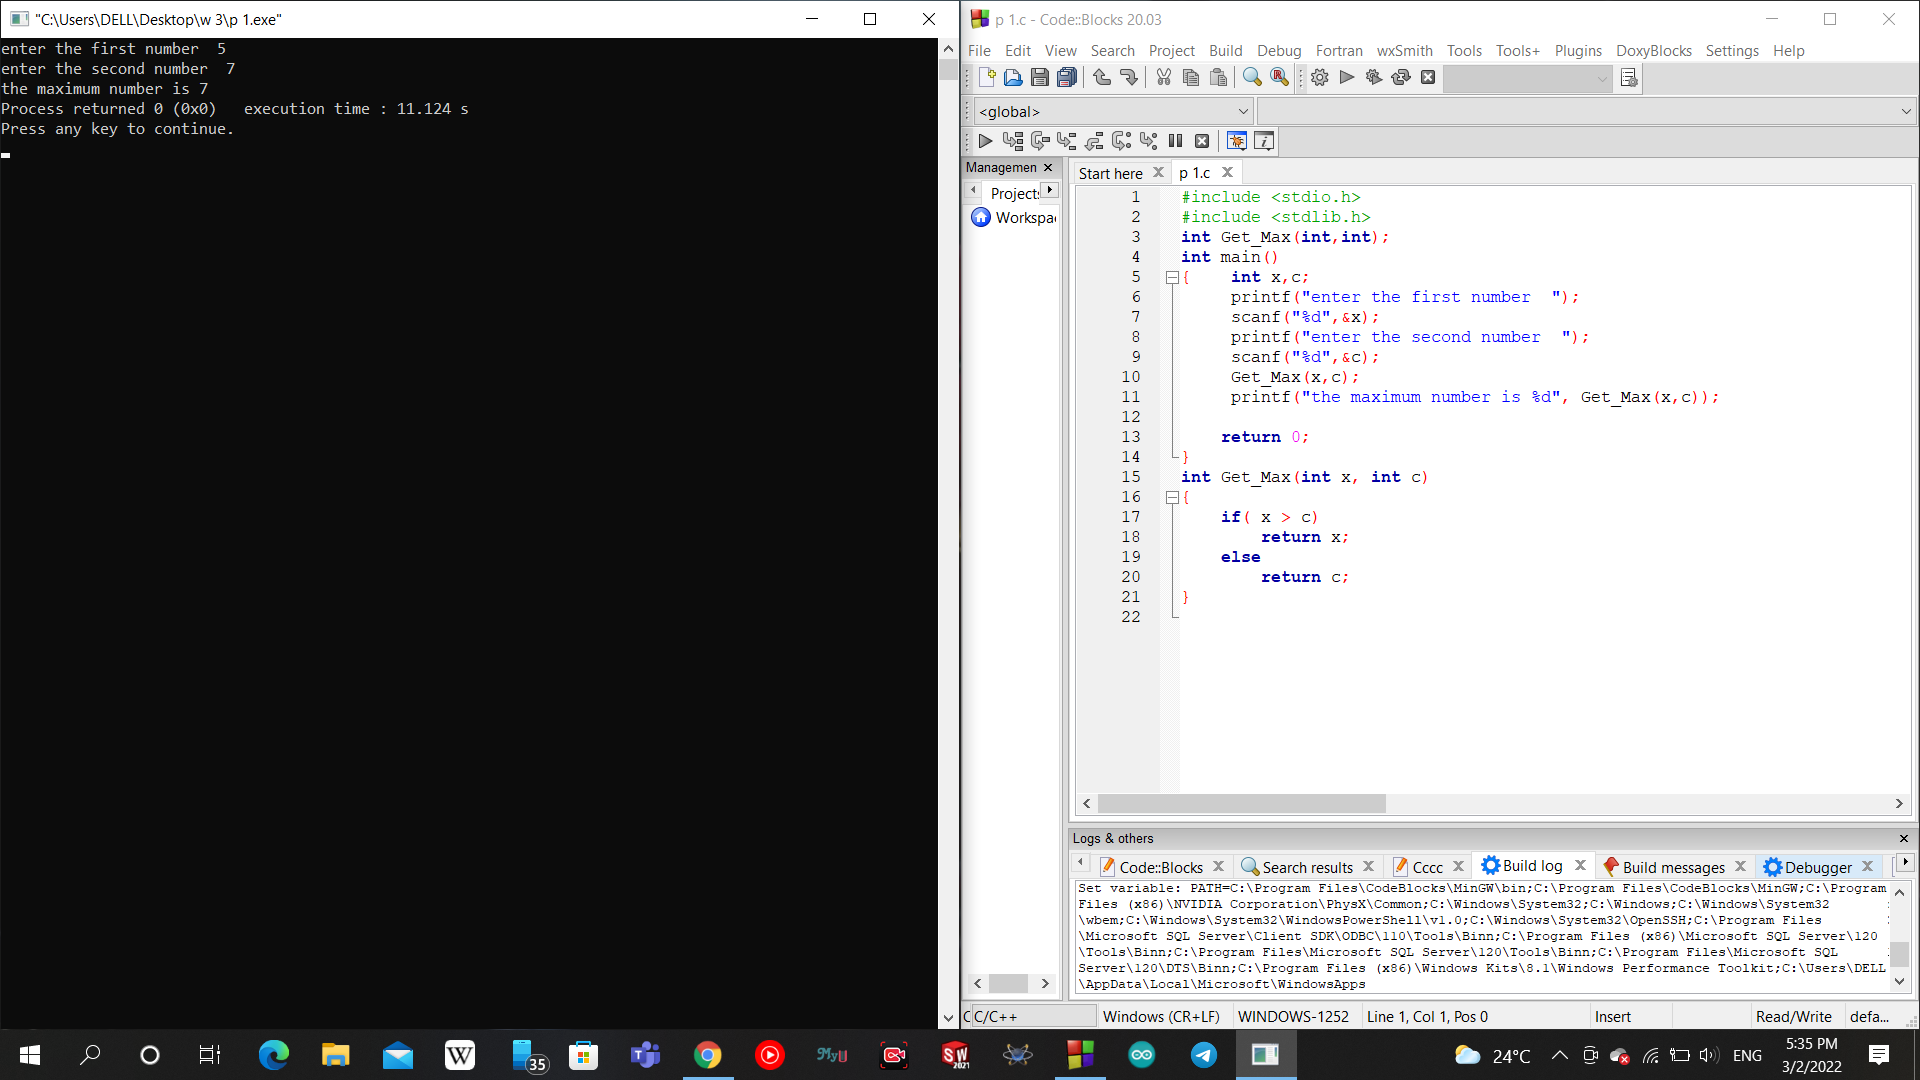 "C:\Users\DELL\Desktop\w 3\p 1.exe"
enter the first number  5
enter the second number  7
the maximum number is 7
Process returned 0 (0x0)   execution time : 11.124 s
Press any key to continue.
p 1.c - Code::Blocks 20.03
File Edit View Search Project Build Debug Fortran wxSmith Tools Tools+ Plugins DoxyBlocks Settings Help
<global>
Managemen
Projects
Workspa
Start here
p 1.c
1 #include <stdio.h>
2 #include <stdlib.h>
3 int Get_Max(int,int);
4 int main()
5 {    int x,c;
6      printf("enter the first number  ");
7      scanf("%d",&x);
8      printf("enter the second number  ");
9      scanf("%d",&c);
10      Get_Max(x,c);
11      printf("the maximum number is %d", Get_Max(x,c));
12
13     return 0;
14 }
15 int Get_Max(int x, int c)
16 {
17     if( x > c)
18         return x;
19     else
20         return c;
21 }
22
Logs & others
Code::Blocks
Search results
Cccc
Build log
Build messages
Debugger
Set variable: PATH=C:\Program Files\CodeBlocks\MinGW\bin;C:\Program Files\CodeBlocks\MinGW;C:\Program
Files (x86)\NVIDIA Corporation\PhysX\Common;C:\Windows\System32;C:\Windows;C:\Windows\System32
\wbem;C:\Windows\System32\WindowsPowerShell\v1.0;C:\Windows\System32\OpenSSH;C:\Program Files
\Microsoft SQL Server\Client SDK\ODBC\110\Tools\Binn;C:\Program Files (x86)\Microsoft SQL Server\120
\Tools\Binn;C:\Program Files\Microsoft SQL Server\120\Tools\Binn;C:\Program Files\Microsoft SQL
Server\120\DTS\Binn;C:\Program Files (x86)\Windows Kits\8.1\Windows Performance Toolkit;C:\Users\DELL
\AppData\Local\Microsoft\WindowsApps
C C/C++ Windows (CR+LF) WINDOWS-1252 Line 1, Col 1, Pos 0 Insert Read/Write defa...
W
35
MyU
SW
2021
24°C
ENG
5:35 PM
3/2/2022